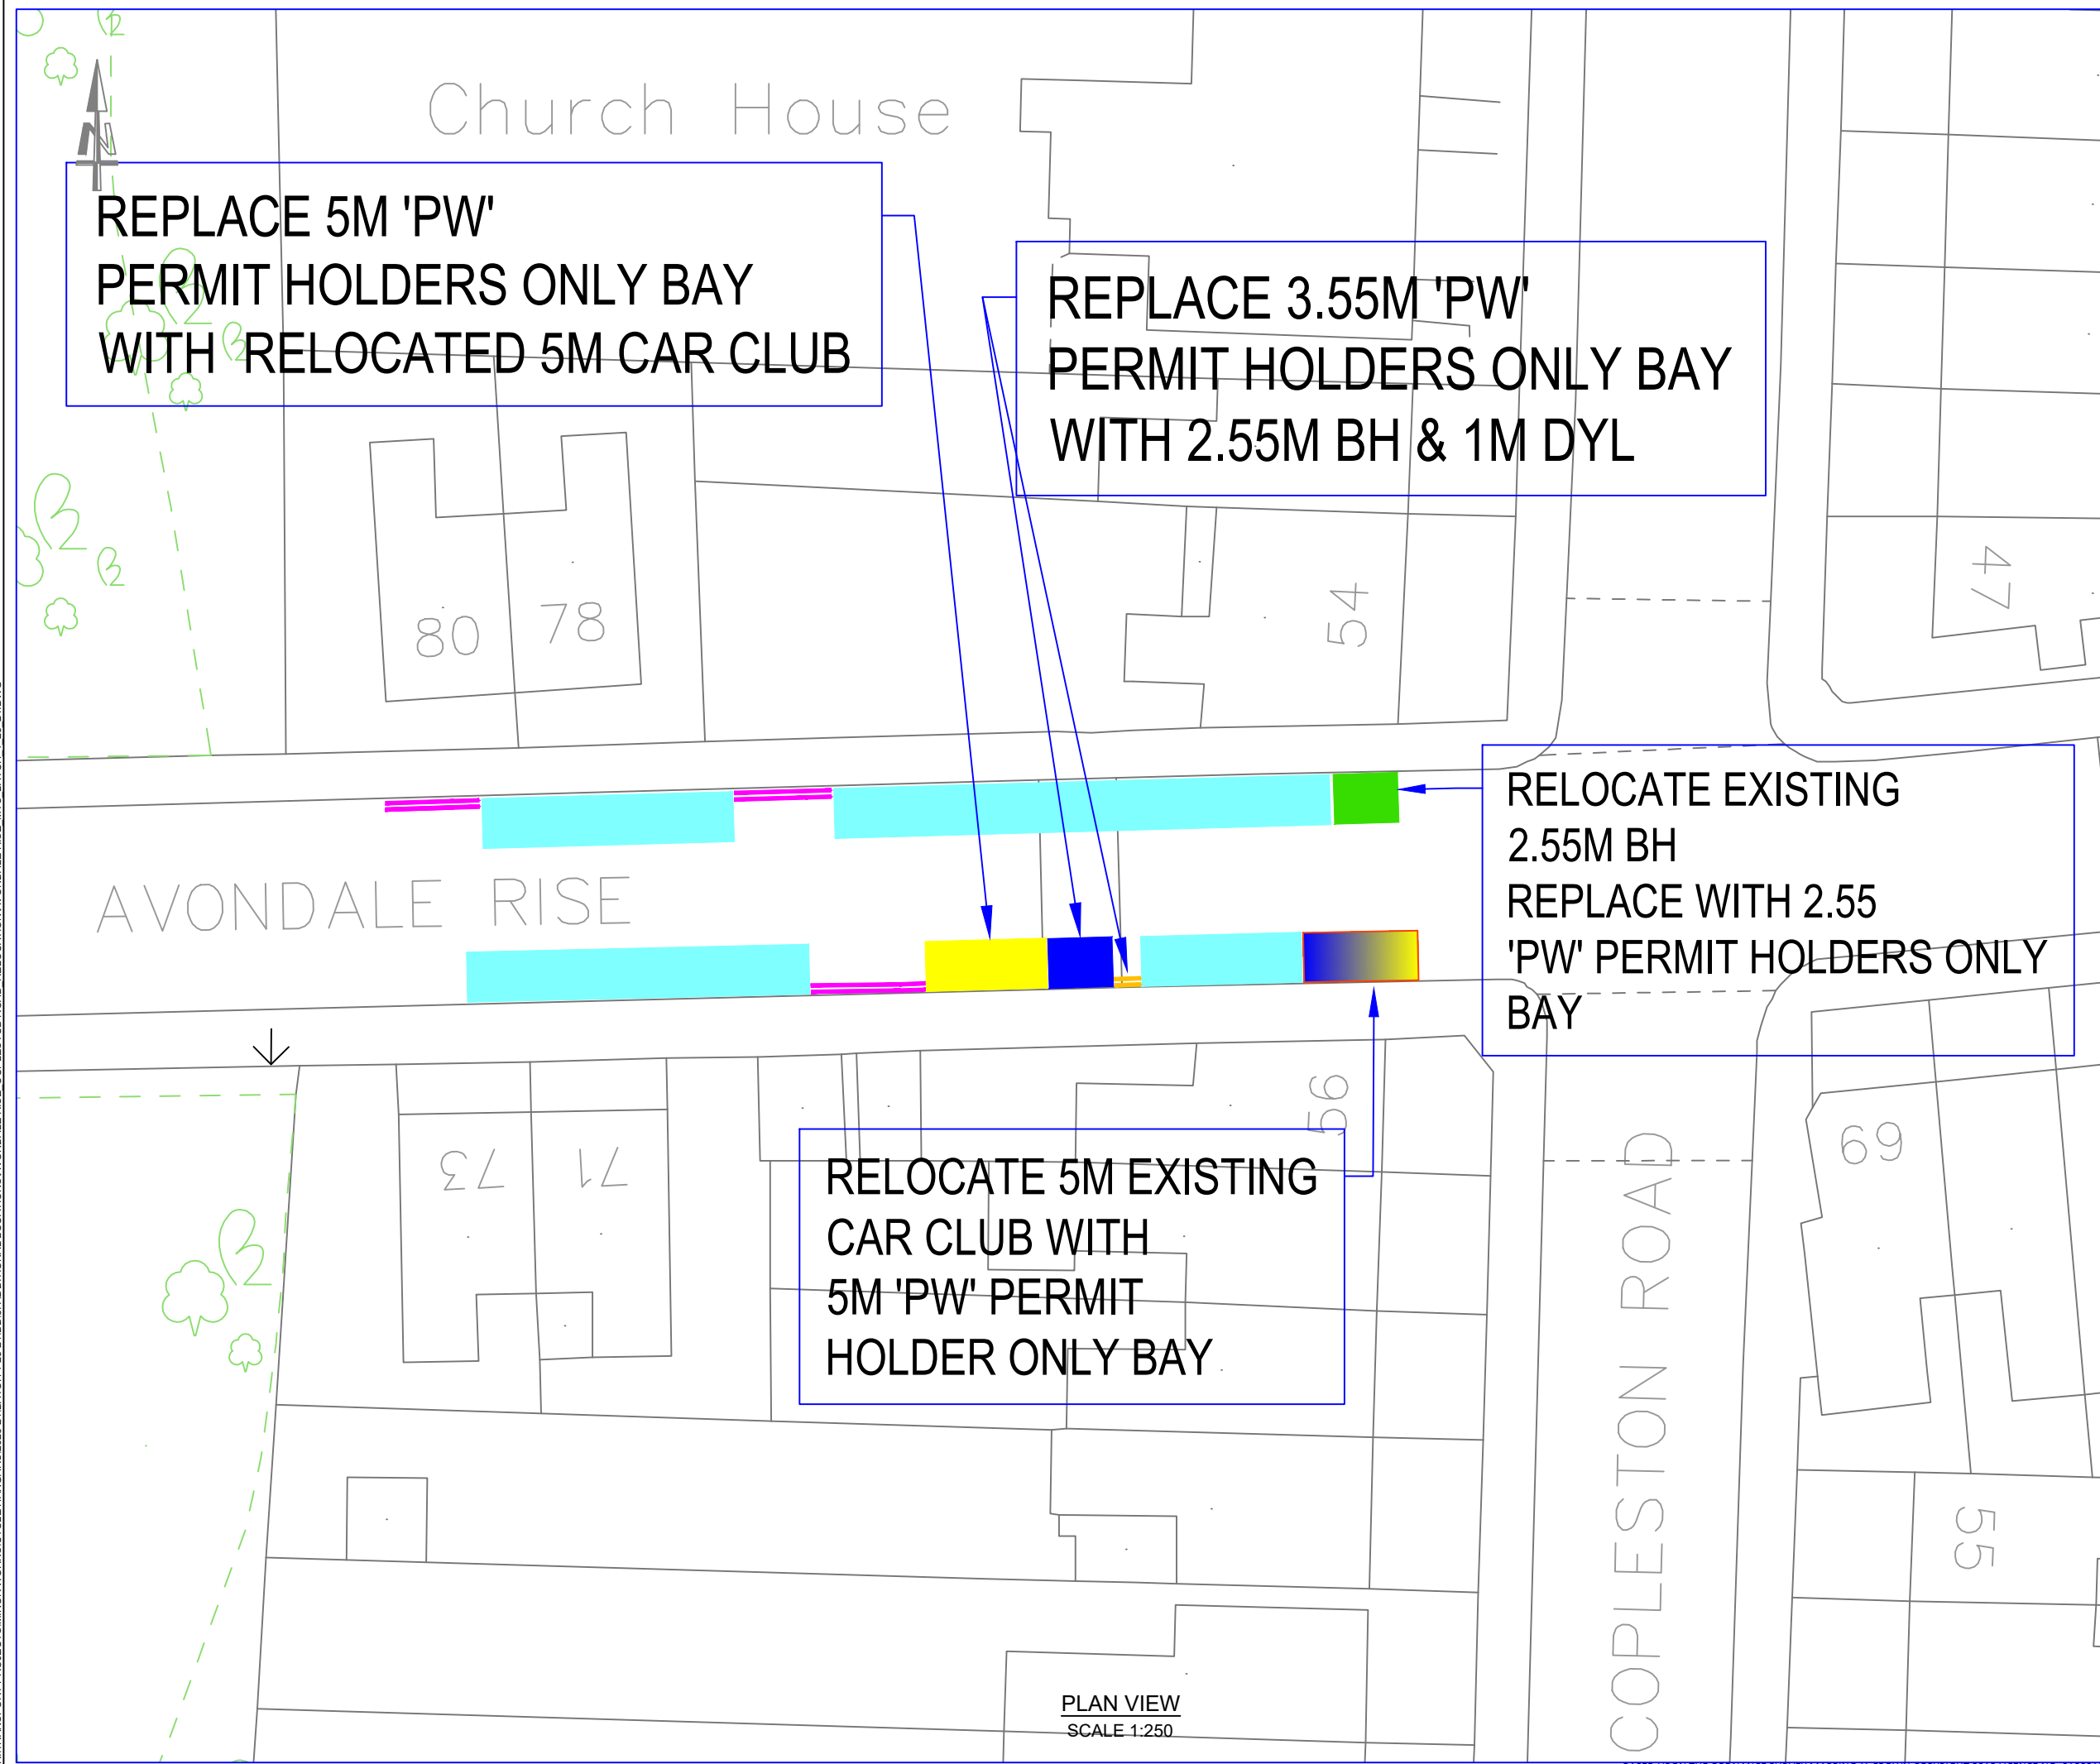 Church House
N
REPLACE 5M 'PW'
PERMIT HOLDERS ONLY BAY
WITH RELOCATED 5M CAR CLUB
REPLACE 3.55M 'PW'
PERMIT HOLDERS ONLY BAY
WITH 2.55M BH & 1M DYL
80
78
54
47
AVONDALE RISE
RELOCATE EXISTING
2.55M BH
REPLACE WITH 2.55
'PW' PERMIT HOLDERS ONLY
BAY
73
71
56
69
RELOCATE 5M EXISTING
CAR CLUB WITH
5M 'PW' PERMIT
HOLDER ONLY BAY
COPLESTON ROAD
55
PLAN VIEW
SCALE 1:250